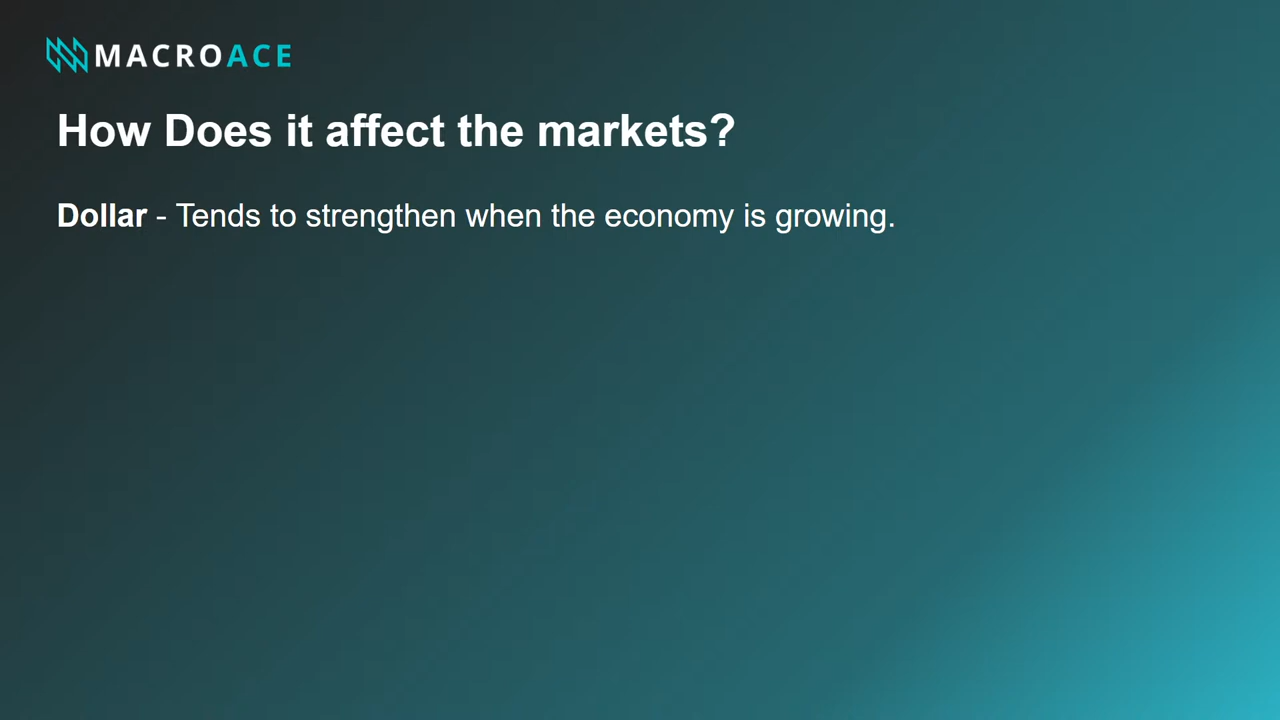 MACROACE
How Does it affect the markets?
Dollar - Tends to strengthen when the economy is growing.